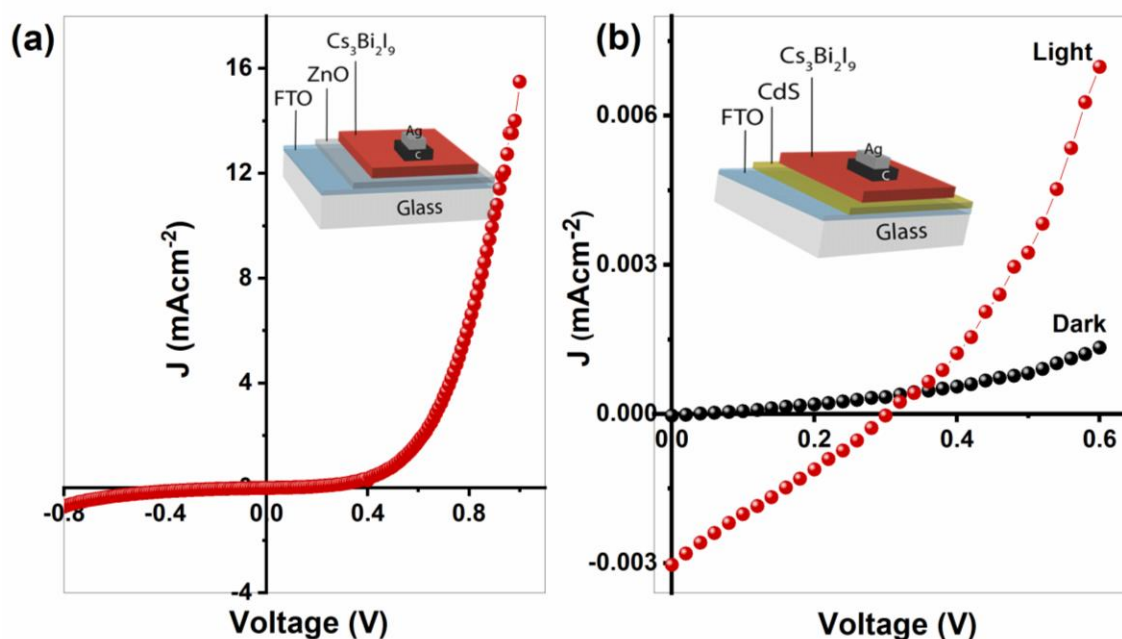 (a)
Cs₃Bi₂I₉
ZnO
FTO
Ag
C
Glass
J (mAcm⁻²)
16
12
8
4
0
-4
-0.8
-0.4
0.0
0.4
0.8
Voltage (V)
(b)
Light
Cs₃Bi₂I₉
CdS
FTO
Ag
C
Glass
Dark
J (mAcm⁻²)
0.006
0.003
0.000
-0.003
0.0
0.2
0.4
0.6
Voltage (V)